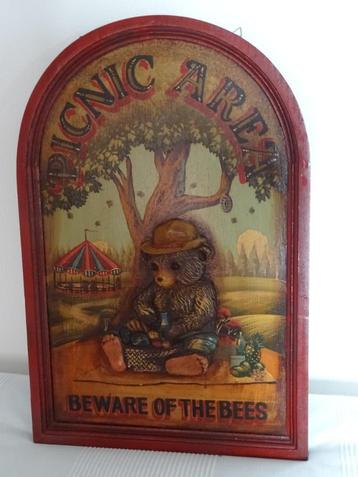 PICNIC AREA
BEWARE OF THE BEES